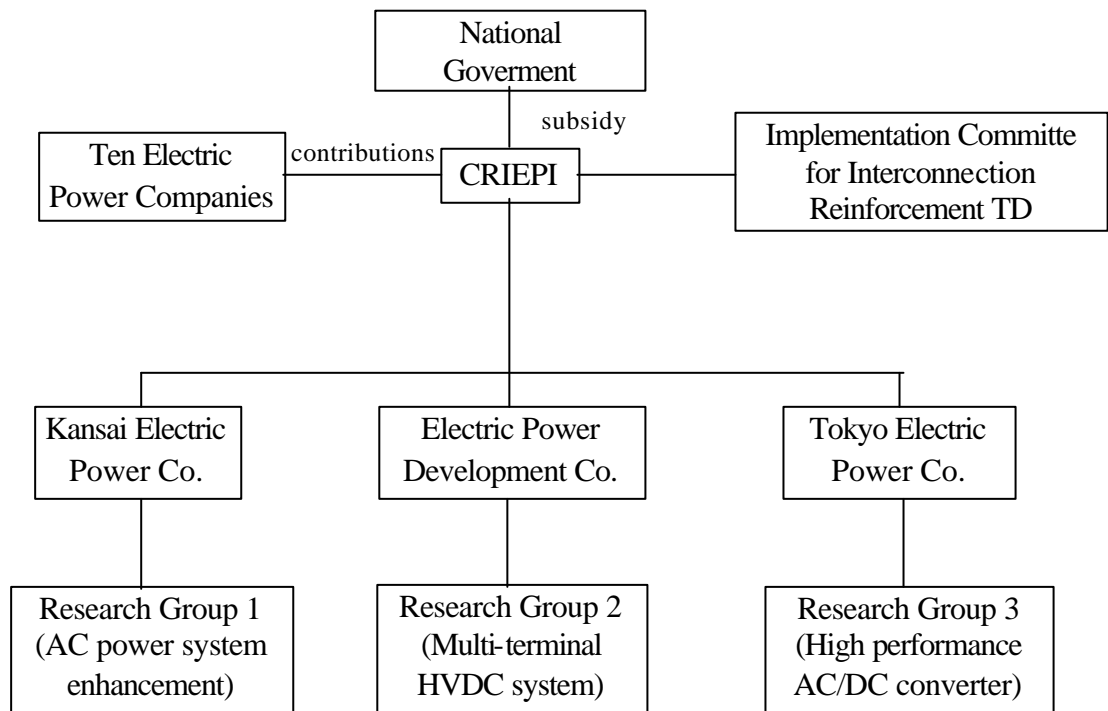 National
Goverment
subsidy
Ten Electric
Power Companies
contributions
CRIEPI
Implementation Committe
for Interconnection
Reinforcement TD
Kansai Electric
Power Co.
Electric Power
Development Co.
Tokyo Electric
Power Co.
Research Group 1
(AC power system
enhancement)
Research Group 2
(Multi-terminal
HVDC system)
Research Group 3
(High performance
AC/DC converter)